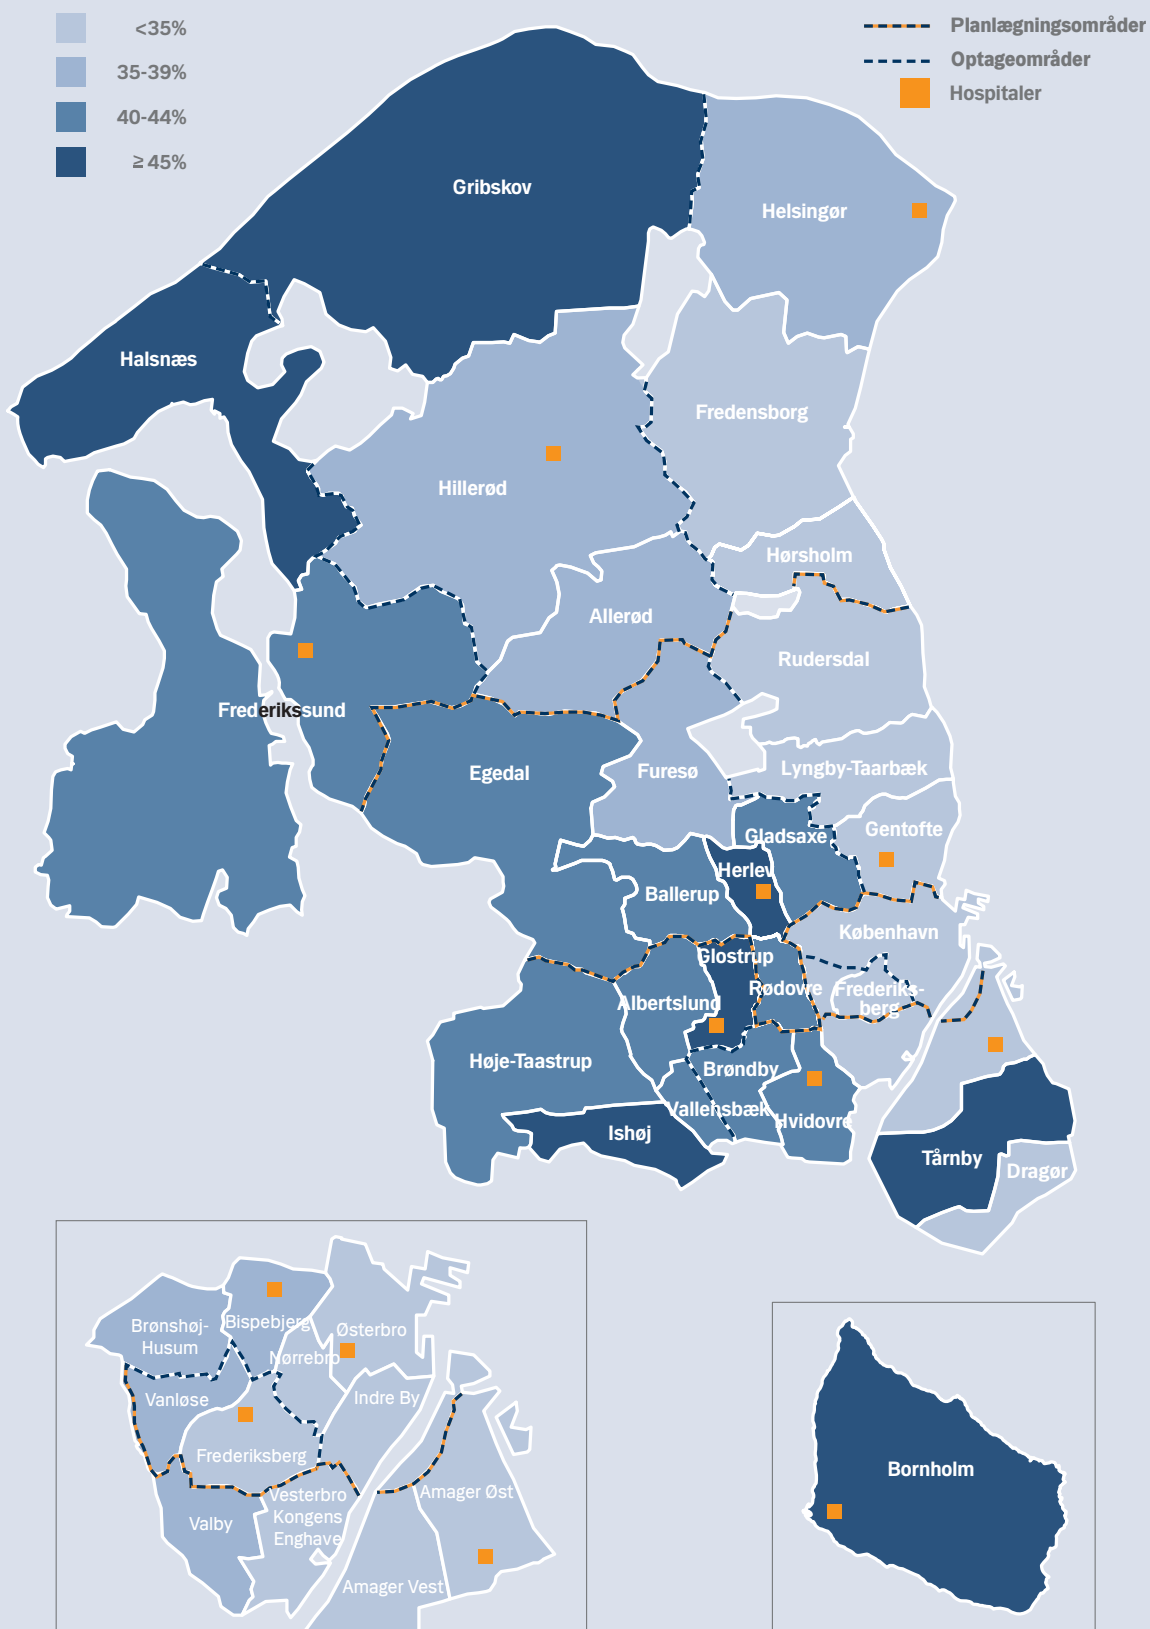 <35%
35-39%
40-44%
≥ 45%
Planlægningsområder
Optageområder
Hospitaler
Gribskov
Helsingør
Halsnæs
Fredensborg
Hillerød
Hørsholm
Allerød
Rudersdal
Frederikssund
Egedal
Furesø
Lyngby-Taarbæk
Gladsaxe
Gentofte
Herlev
Ballerup
København
Glostrup
Rødovre
Frederiks-
berg
Albertslund
Høje-Taastrup
Brøndby
Vallensbæk
Hvidovre
Ishøj
Tårnby
Dragør
Brønshøj-
Husum
Bispebjerg
Østerbro
Nørrebro
Vanløse
Indre By
Frederiksberg
Vesterbro
Kongens
Enghave
Valby
Amager Øst
Amager Vest
Bornholm